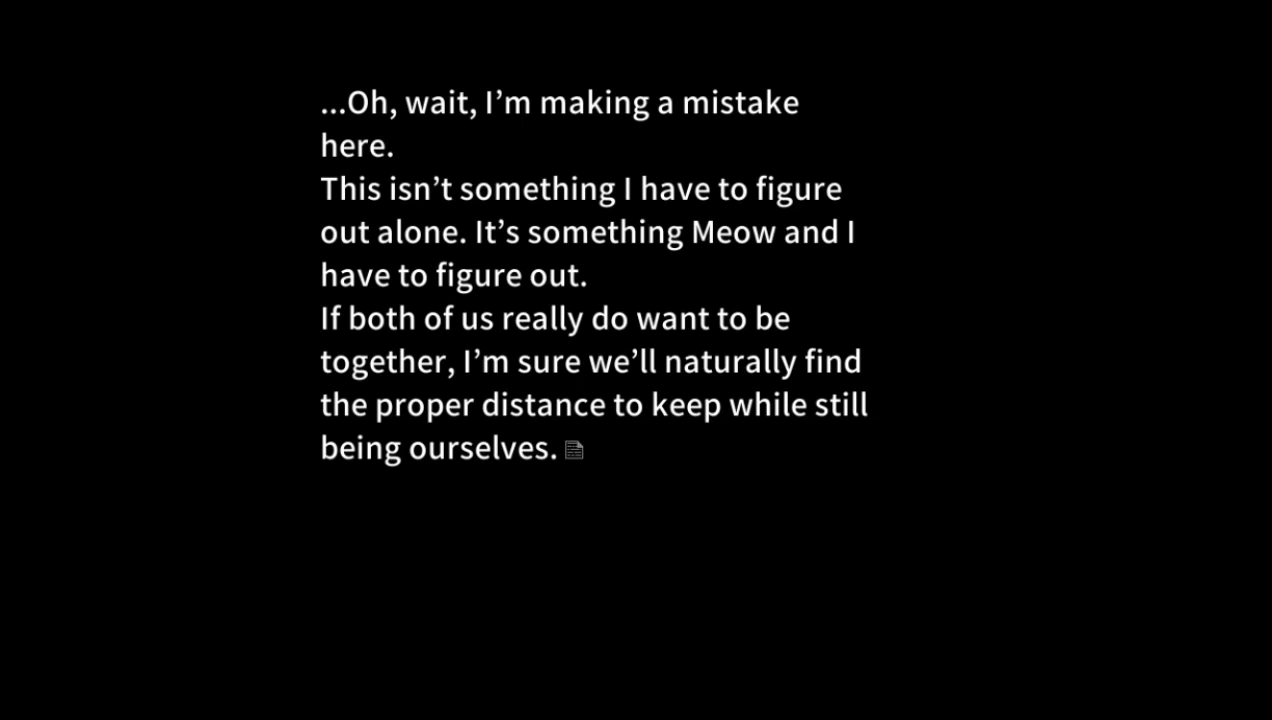 ...Oh, wait, I’m making a mistake
here.
This isn’t something I have to figure
out alone. It’s something Meow and I
have to figure out.
If both of us really do want to be
together, I’m sure we’ll naturally find
the proper distance to keep while still
being ourselves.